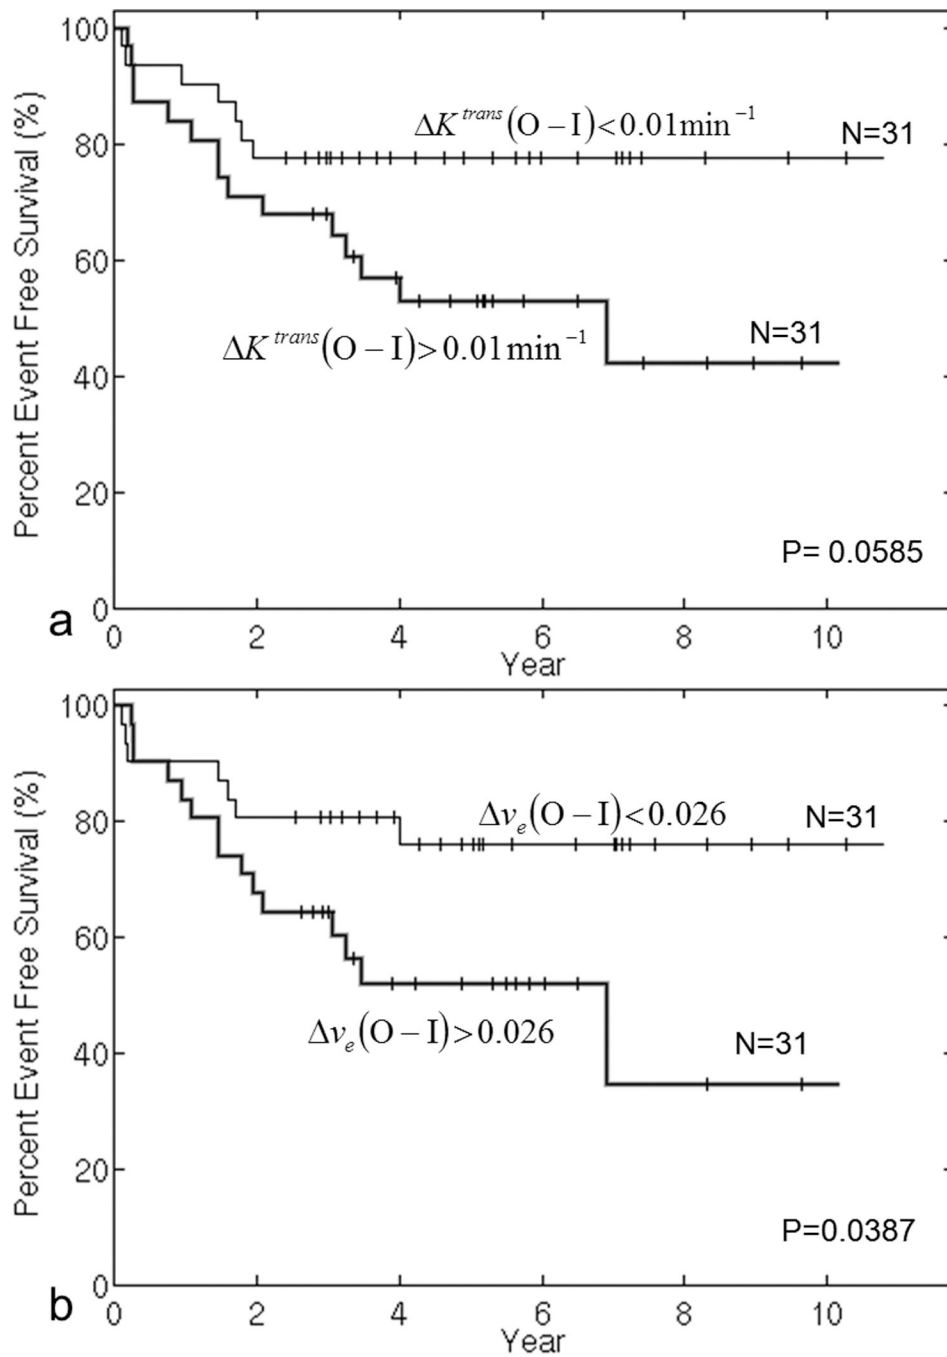 100
80
60
40
20
0
Percent Event Free Survival (%)
ΔK^trans(O – I) < 0.01min⁻¹
N=31
ΔK^trans(O – I) > 0.01min⁻¹
N=31
P= 0.0585
a
0 2 4 6 8 10
Year
100
80
60
40
20
0
Percent Event Free Survival (%)
Δvₑ(O – I) < 0.026
N=31
Δvₑ(O – I) > 0.026
N=31
P=0.0387
b
0 2 4 6 8 10
Year